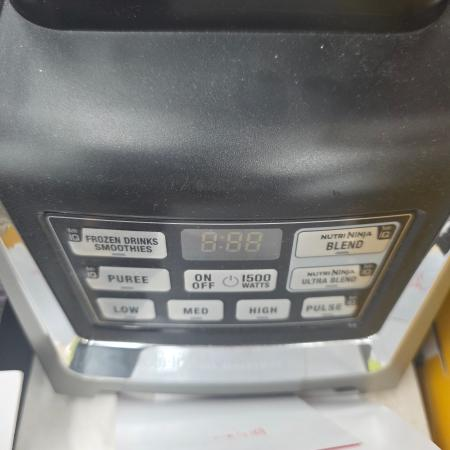 FROZEN DRINKS
SMOOTHIES
8:88
NUTRI NINJA
BLEND
PUREE
ON
OFF
1500
WATTS
NUTRI NINJA
ULTRA BLEND
LOW
MED
HIGH
PULSE